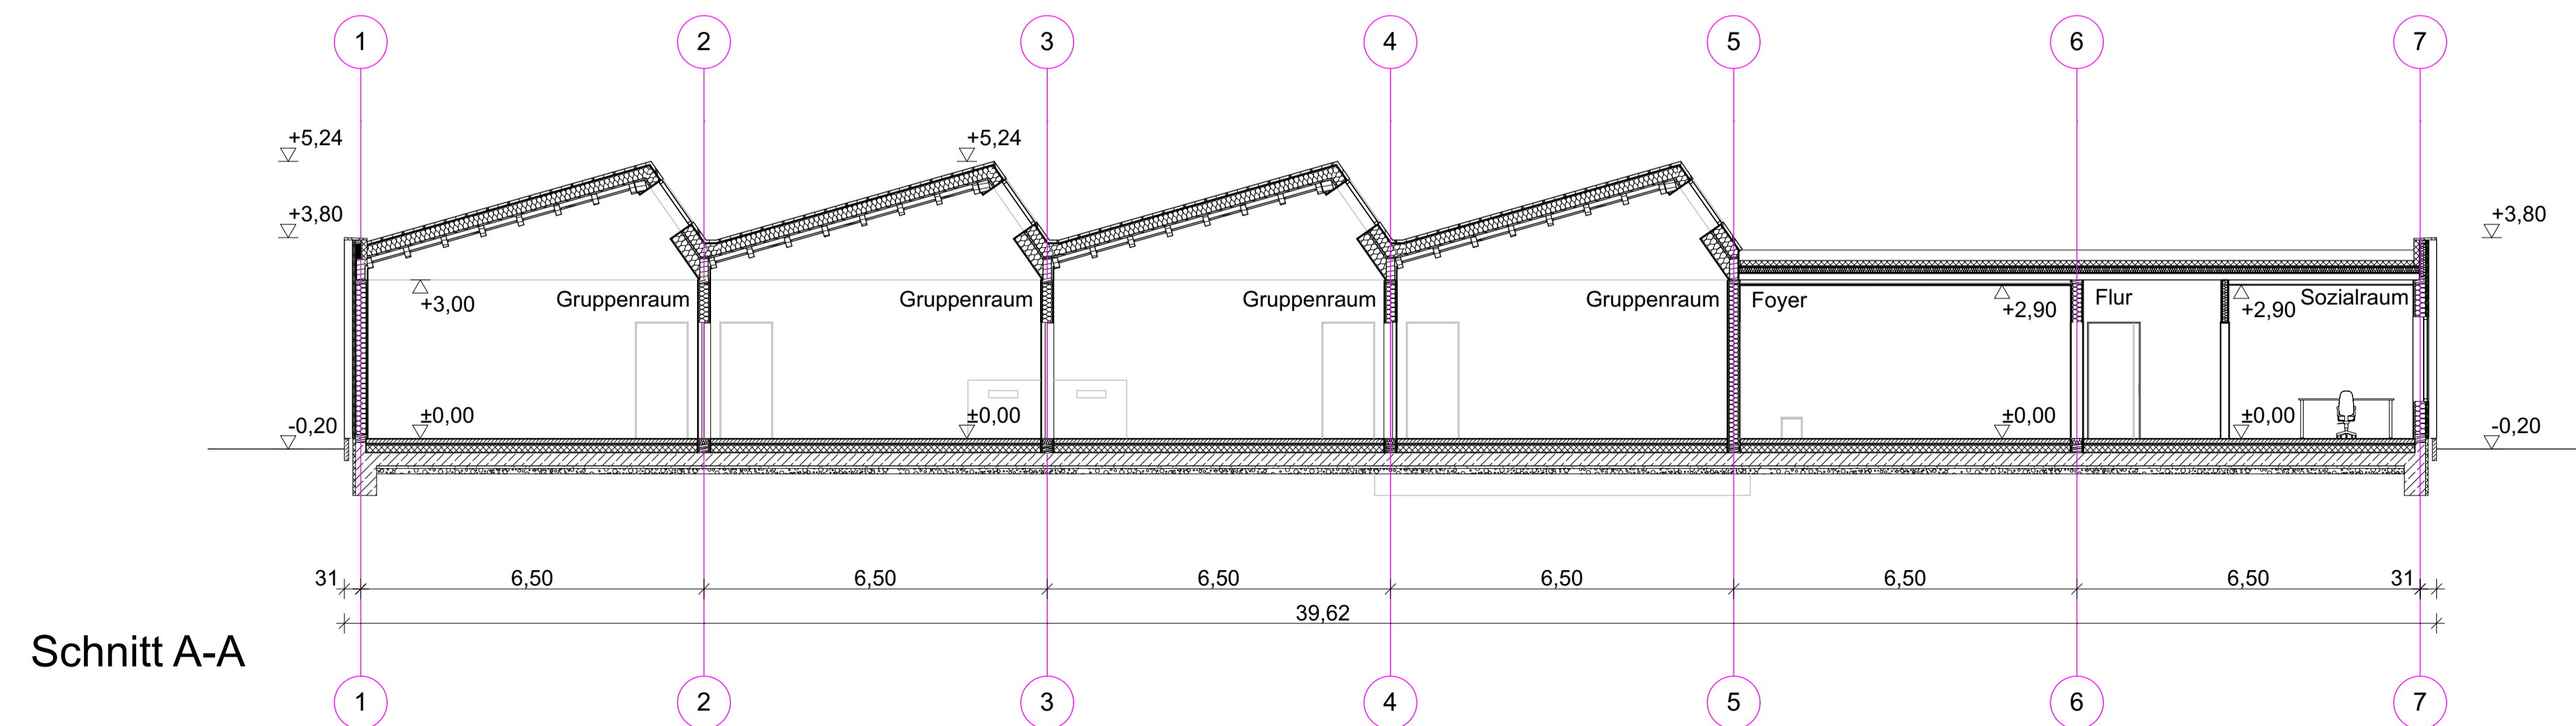 1 2 3 4 5 6 7
+5,24 +5,24
+3,80 +3,80
+3,00 Gruppenraum Gruppenraum Gruppenraum Gruppenraum Foyer +2,90 Flur +2,90 Sozialraum
±0,00 ±0,00 ±0,00 ±0,00
-0,20 -0,20
31 6,50 6,50 6,50 6,50 6,50 6,50 31
39,62
Schnitt A-A
1 2 3 4 5 6 7